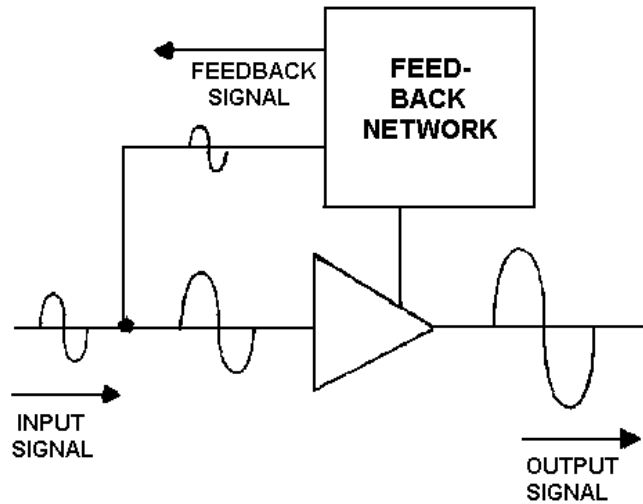 FEEDBACK
SIGNAL
FEED-
BACK
NETWORK
INPUT
SIGNAL
OUTPUT
SIGNAL